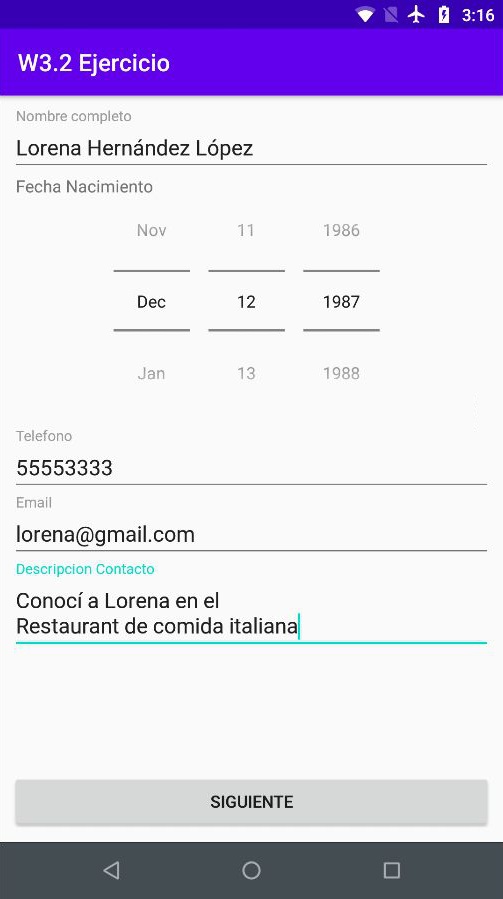 3:16
W3.2 Ejercicio
Nombre completo
Lorena Hernández López
Fecha Nacimiento
Nov 11 1986
Dec 12 1987
Jan 13 1988
Telefono
55553333
Email
lorena@gmail.com
Descripcion Contacto
Conocí a Lorena en el
Restaurant de comida italiana
SIGUIENTE